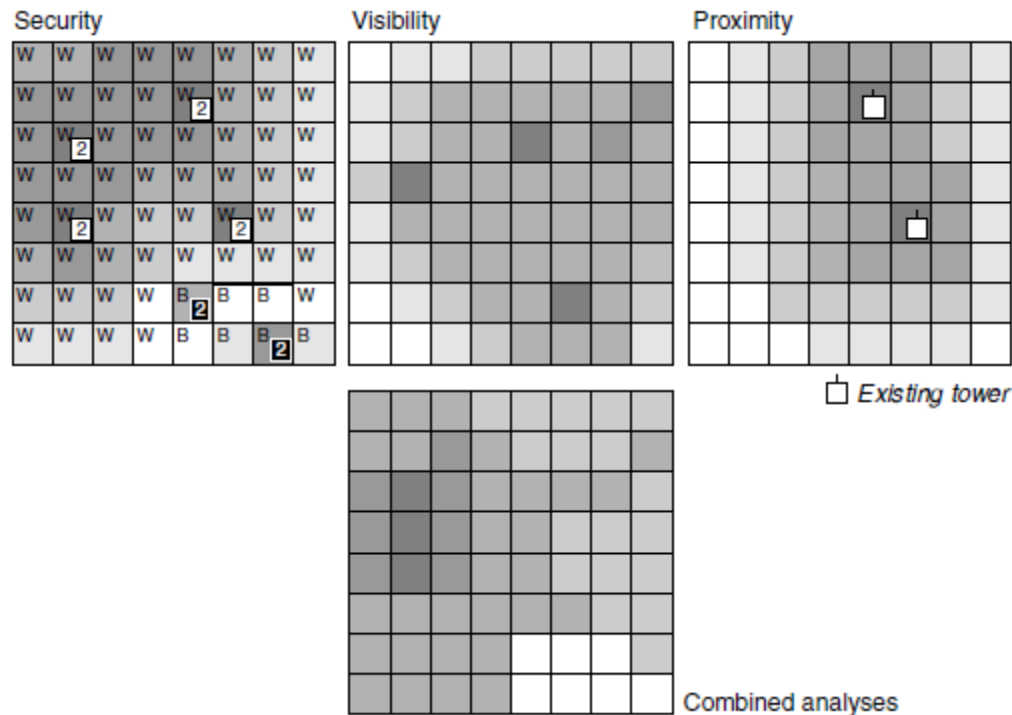 Security Visibility Proximity
W W W W W W W W
W W W W W 2 W W W
W W 2 W W W W W W
W W W W W W W W
W W 2 W W W W 2 W W
W W W W W W W W
W W W W B 2 B B W
W W W W B B B 2 B
Existing tower
Combined analyses